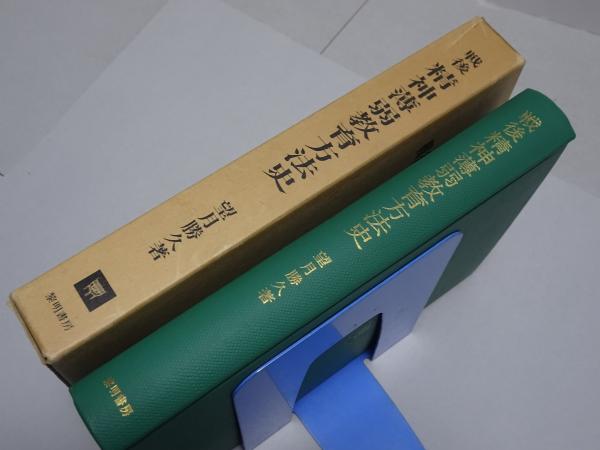 戦後
精神薄弱教育方法史
望月勝久著
黎明書房
戦後精神薄弱教育方法史
望月勝久著
黎明書房